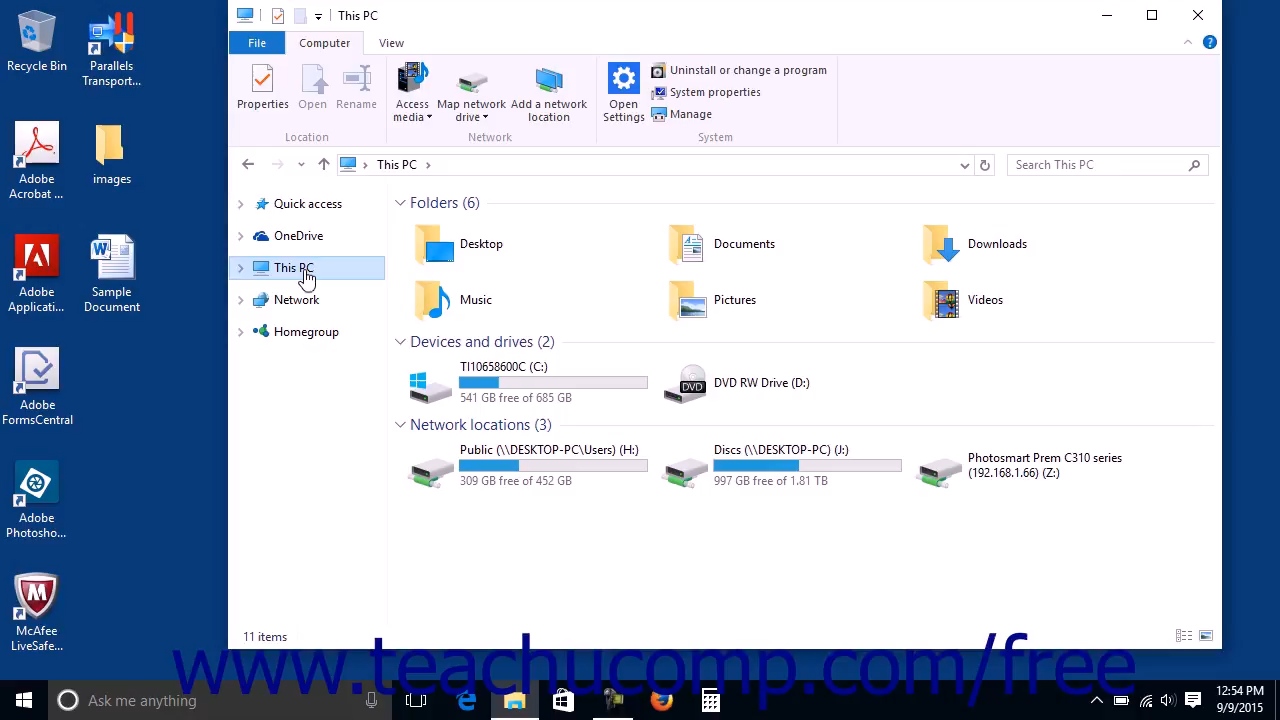 Recycle Bin
Parallels
Transport...
Adobe
Acrobat ...
images
Adobe
Applicati...
Sample
Document
Adobe
FormsCentral
Adobe
Photosho...
McAfee
LiveSafe...
This PC
File
Computer
View
Properties
Open
Rename
Location
Access
media
Map network
drive
Add a network
location
Network
Open
Settings
Uninstall or change a program
System properties
Manage
System
This PC
Search This PC
Quick access
OneDrive
This PC
Network
Homegroup
Folders (6)
Desktop
Documents
Downloads
Music
Pictures
Videos
Devices and drives (2)
TI10658600C (C:)
541 GB free of 685 GB
DVD
DVD RW Drive (D:)
Network locations (3)
Public (\\DESKTOP-PC\Users) (H:)
309 GB free of 452 GB
Discs (\\DESKTOP-PC) (J:)
997 GB free of 1.81 TB
Photosmart Prem C310 series
(192.168.1.66) (Z:)
11 items
www.teachucomp.com/free
Ask me anything
12:54 PM
9/9/2015